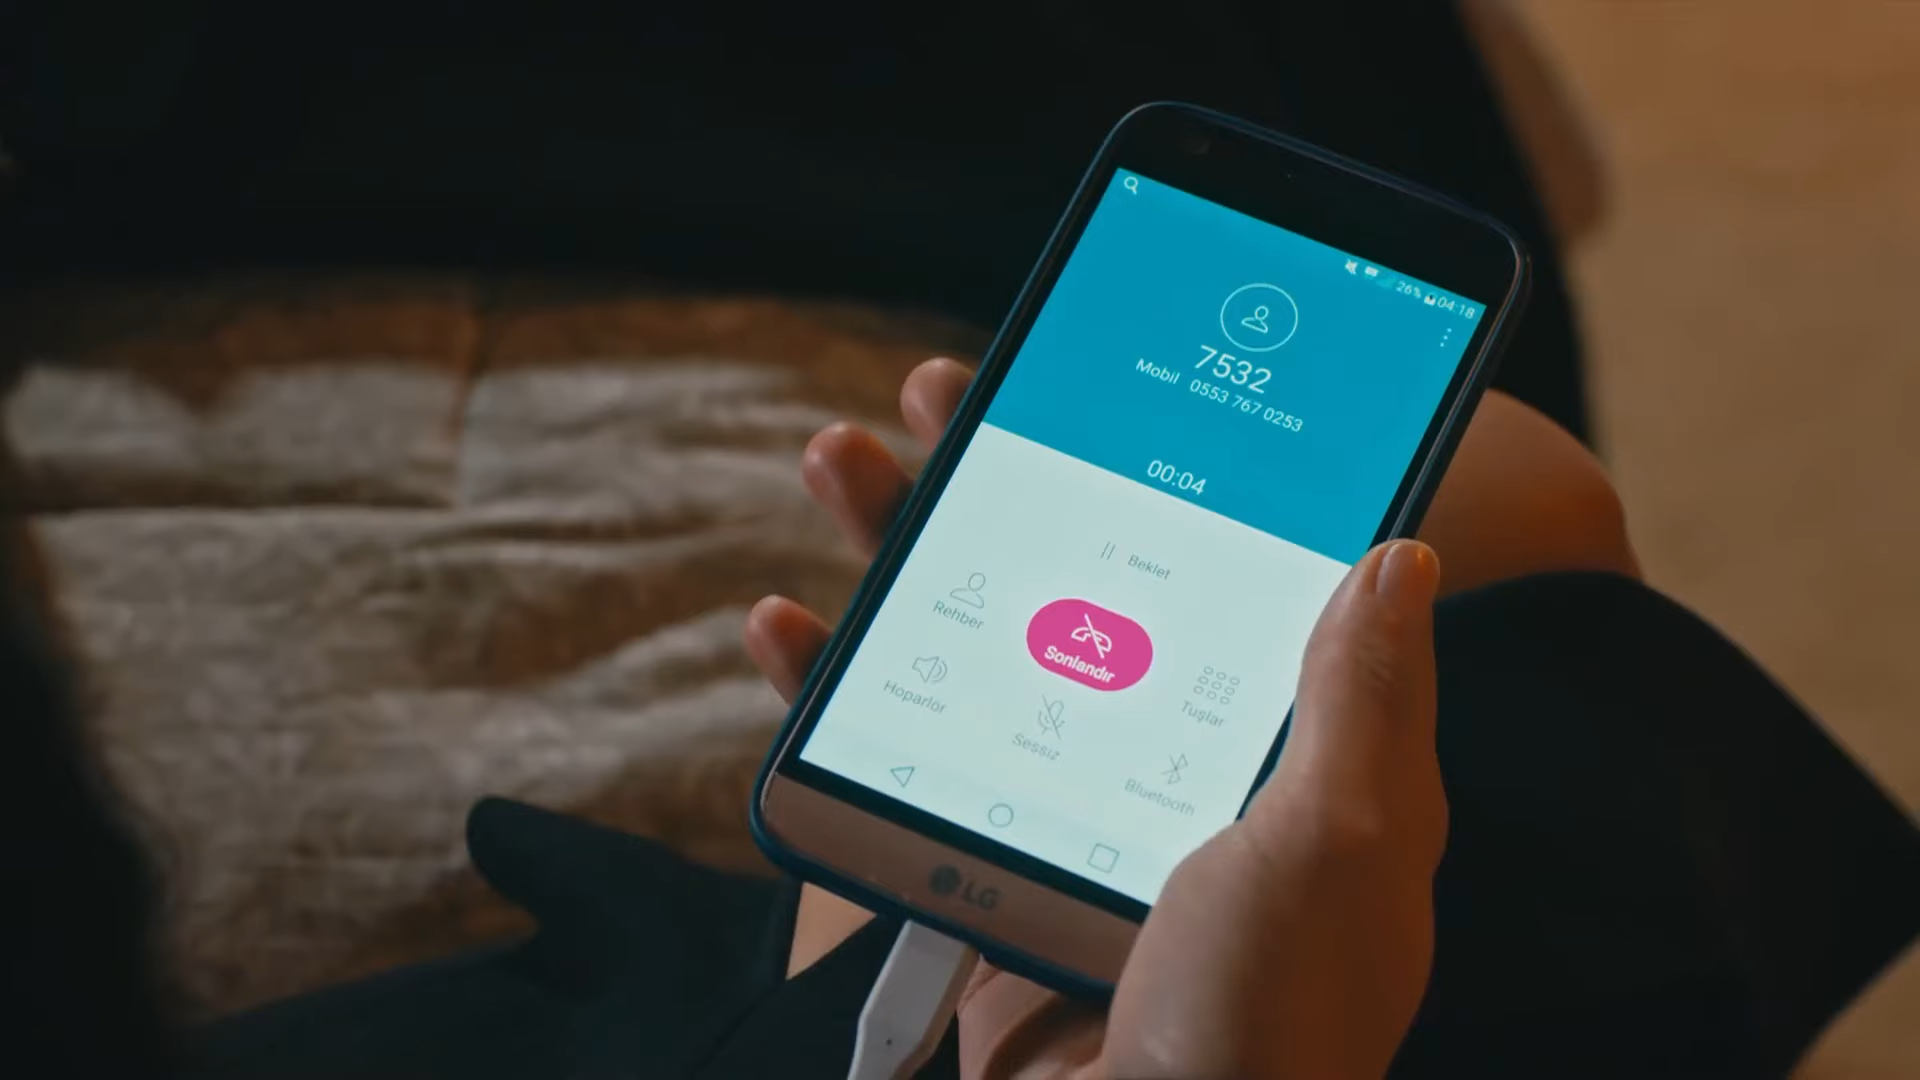 26% 04:18
7532
Mobil 0553 767 0253
00:04
Beklet
Rehber
Sonlandır
Hoparlör
Tuşlar
Sessiz
Bluetooth
LG